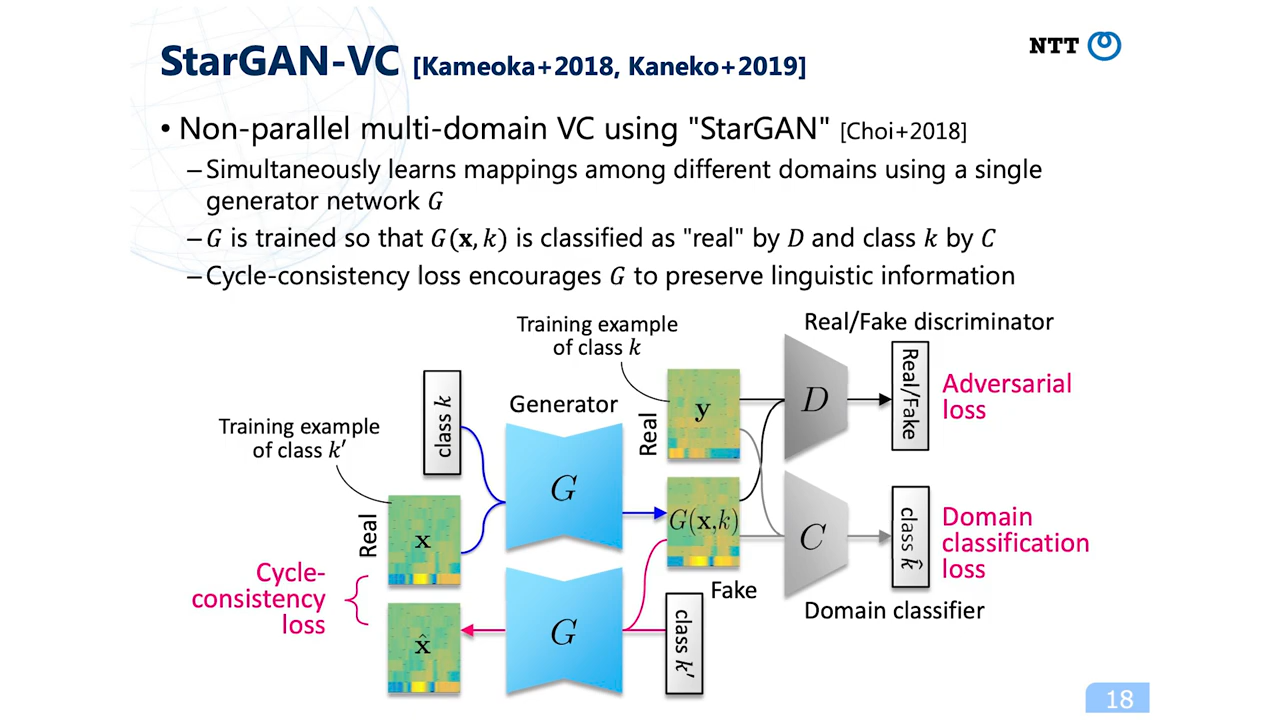 StarGAN-VC [Kameoka+2018, Kaneko+2019]
NTT
• Non-parallel multi-domain VC using "StarGAN" [Choi+2018]
– Simultaneously learns mappings among different domains using a single
generator network G
– G is trained so that G(x, k) is classified as "real" by D and class k by C
– Cycle-consistency loss encourages G to preserve linguistic information
Training example
of class k
Real/Fake discriminator
Training example
of class k′
class k
Generator
Real
y
D
Real/Fake
Adversarial
loss
Real
x
G
G(x,k)
Fake
C
class k̂
Domain
classification
loss
Domain classifier
Cycle-
consistency
loss
x̂
G
class k′
18